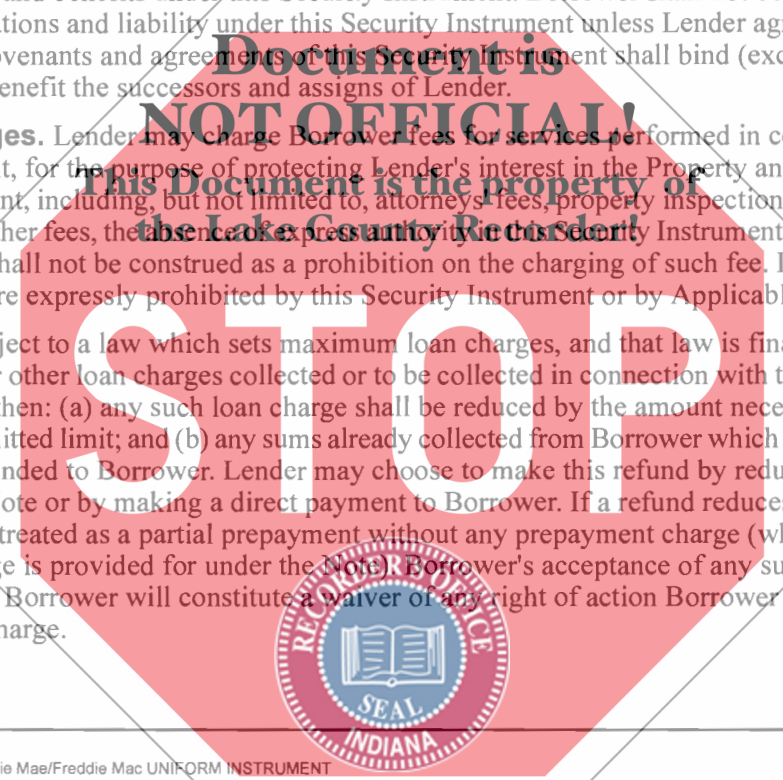 ations and liability under this Security Instrument unless Lender ag
ovenants and agreements of this Security Instrument shall bind (exc
enefit the successors and assigns of Lender.
Document is
NOT OFFICIAL!
This Document is the property of
the Lake County Recorder!
ges. Lender may charge Borrower fees for services performed in c
t, for the purpose of protecting Lender's interest in the Property an
nt, including, but not limited to, attorneys' fees, property inspection
her fees, the absence of express authority in this Security Instrument
hall not be construed as a prohibition on the charging of such fee. I
re expressly prohibited by this Security Instrument or by Applicabl
STOP
ject to a law which sets maximum loan charges, and that law is fina
r other loan charges collected or to be collected in connection with t
then: (a) any such loan charge shall be reduced by the amount nece
itted limit; and (b) any sums already collected from Borrower which
nded to Borrower. Lender may choose to make this refund by redu
ote or by making a direct payment to Borrower. If a refund reduce
treated as a partial prepayment without any prepayment charge (wh
ge is provided for under the Note). Borrower's acceptance of any su
Borrower will constitute a waiver of any right of action Borrower
harge.
RECORDER'S OFFICE
SEAL
INDIANA
ie Mae/Freddie Mac UNIFORM INSTRUMENT